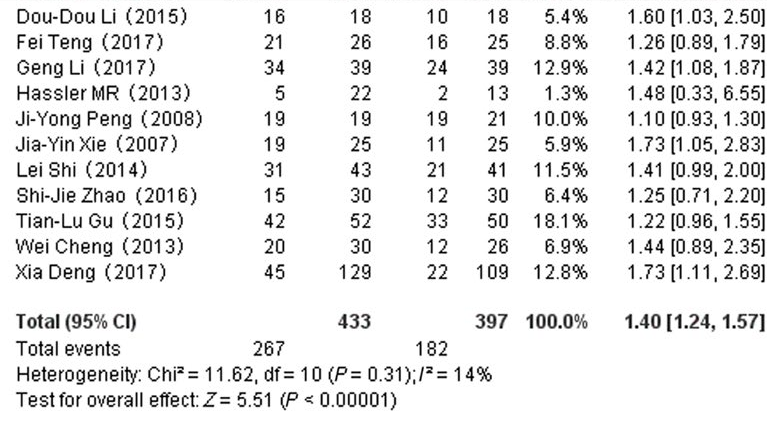 Dou-Dou Li (2015) 16 18 10 18 5.4% 1.60 [1.03, 2.50]
Fei Teng (2017) 21 26 16 25 8.8% 1.26 [0.89, 1.79]
Geng Li (2017) 34 39 24 39 12.9% 1.42 [1.08, 1.87]
Hassler MR (2013) 5 22 2 13 1.3% 1.48 [0.33, 6.55]
Ji-Yong Peng (2008) 19 19 19 21 10.0% 1.10 [0.93, 1.30]
Jia-Yin Xie (2007) 19 25 11 25 5.9% 1.73 [1.05, 2.83]
Lei Shi (2014) 31 43 21 41 11.5% 1.41 [0.99, 2.00]
Shi-Jie Zhao (2016) 15 30 12 30 6.4% 1.25 [0.71, 2.20]
Tian-Lu Gu (2015) 42 52 33 50 18.1% 1.22 [0.96, 1.55]
Wei Cheng (2013) 20 30 12 26 6.9% 1.44 [0.89, 2.35]
Xia Deng (2017) 45 129 22 109 12.8% 1.73 [1.11, 2.69]
Total (95% CI) 433 397 100.0% 1.40 [1.24, 1.57]
Total events 267 182
Heterogeneity: Chi² = 11.62, df = 10 (P = 0.31); I² = 14%
Test for overall effect: Z = 5.51 (P < 0.00001)